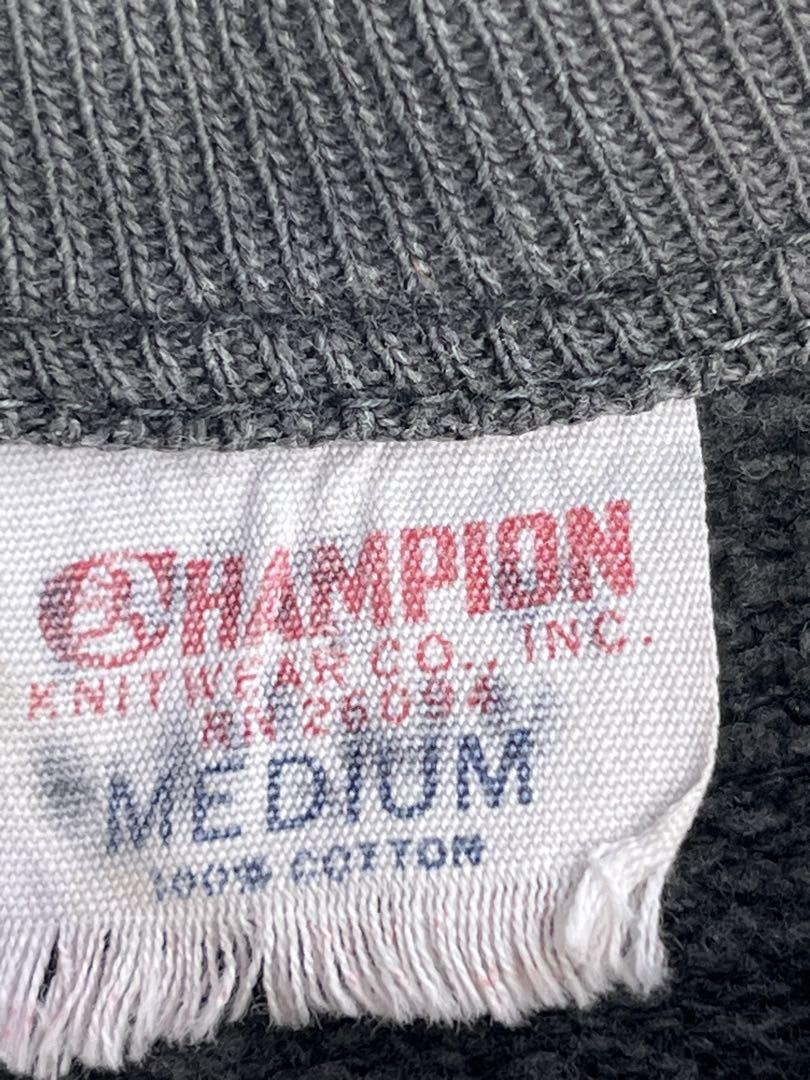 CHAMPION
KNITWEAR CO., INC.
RN 26094
MEDIUM
100% COTTON